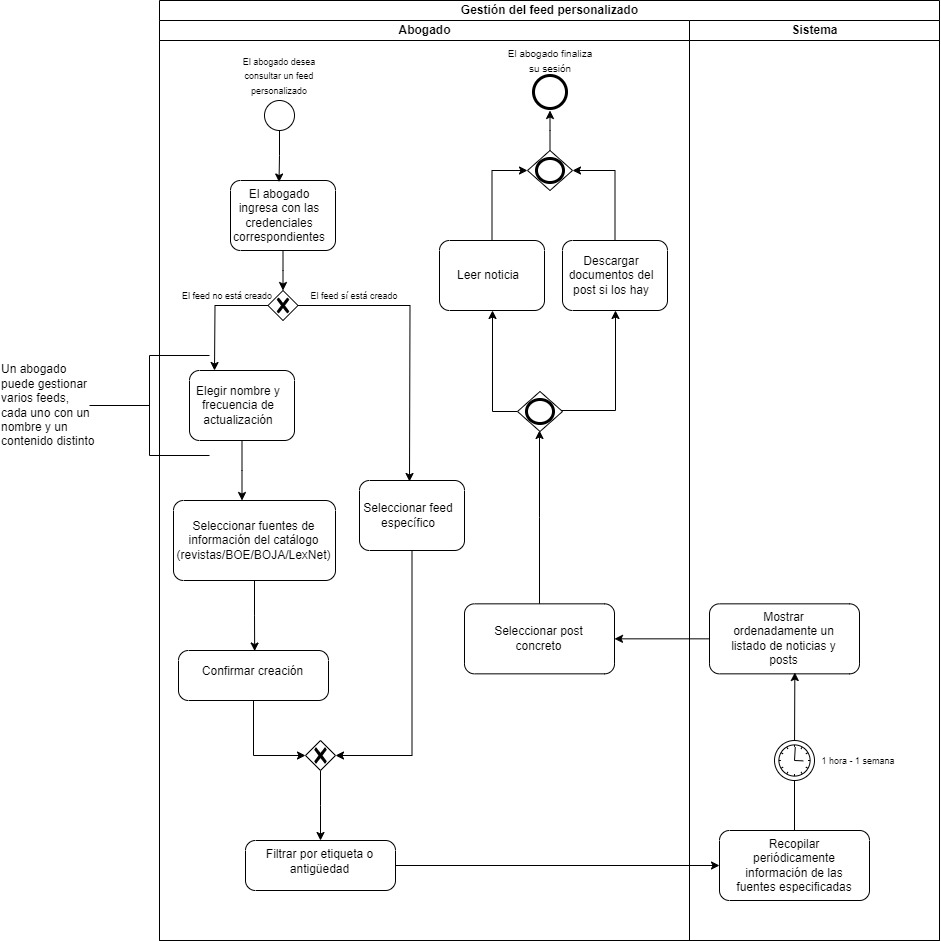 Gestión del feed personalizado
Abogado
Sistema
El abogado desea
consultar un feed
personalizado
El abogado finaliza
su sesión
El abogado
ingresa con las
credenciales
correspondientes
Leer noticia
Descargar
documentos del
post si los hay
El feed no está creado
El feed sí está creado
Un abogado
puede gestionar
varios feeds,
cada uno con un
nombre y un
contenido distinto
Elegir nombre y
frecuencia de
actualización
Seleccionar feed
específico
Seleccionar fuentes de
información del catálogo
(revistas/BOE/BOJA/LexNet)
Confirmar creación
Seleccionar post
concreto
Mostrar
ordenadamente un
listado de noticias y
posts
1 hora - 1 semana
Filtrar por etiqueta o
antigüedad
Recopilar
periódicamente
información de las
fuentes especificadas